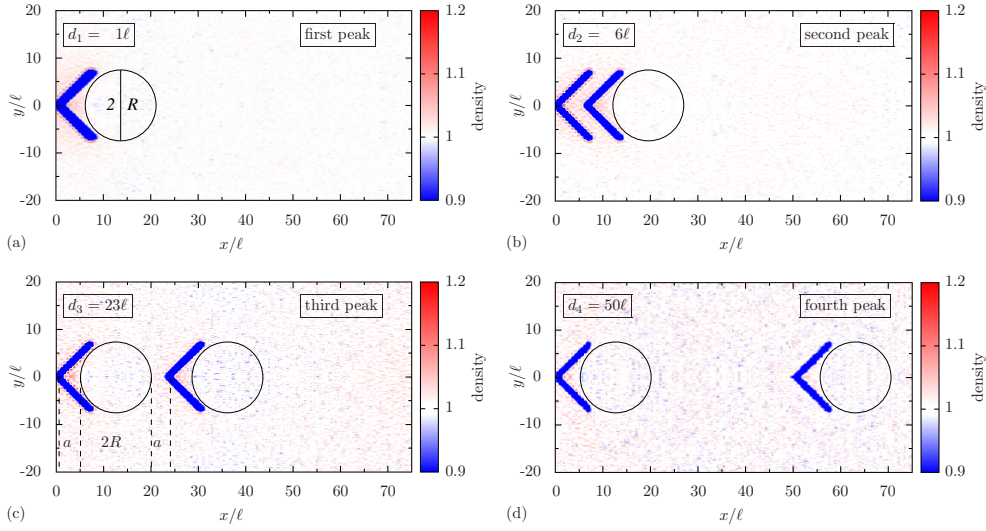 d₁ = 1ℓ
first peak
2 R
20
10
0
-10
-20
y/ℓ
0 10 20 30 40 50 60 70
x/ℓ
1.2
1.1
1
0.9
density
(a)
d₂ = 6ℓ
second peak
20
10
0
-10
-20
y/ℓ
0 10 20 30 40 50 60 70
x/ℓ
1.2
1.1
1
0.9
density
(b)
d₃ = 23ℓ
third peak
a 2R a
20
10
0
-10
-20
y/ℓ
0 10 20 30 40 50 60 70
x/ℓ
1.2
1.1
1
0.9
density
(c)
d₄ = 50ℓ
fourth peak
20
10
0
-10
-20
y/ℓ
0 10 20 30 40 50 60 70
x/ℓ
1.2
1.1
1
0.9
density
(d)